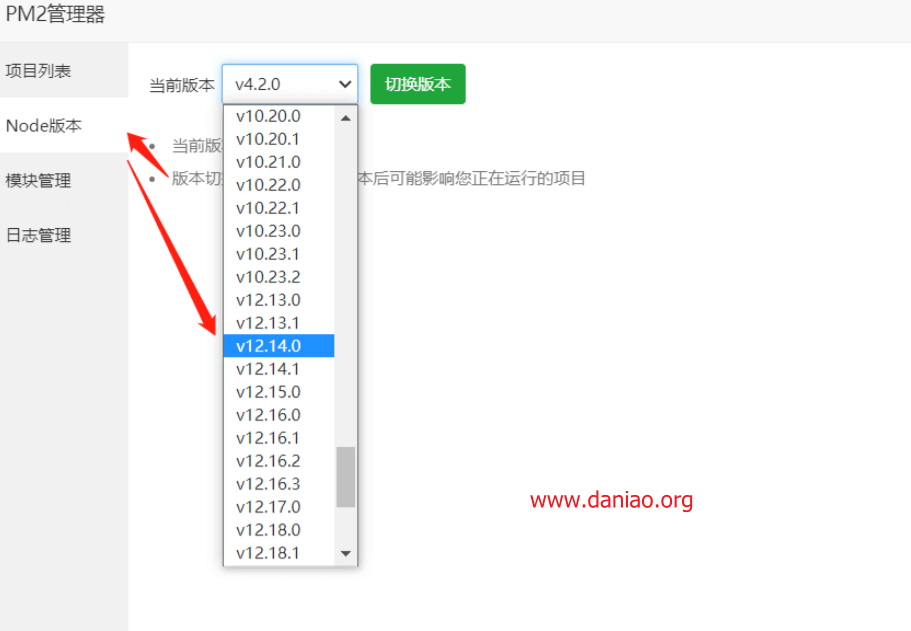 PM2管理器
项目列表
Node版本
模块管理
日志管理
当前版本 v4.2.0 切换版本
v10.20.0
v10.20.1
v10.21.0
v10.22.0
v10.22.1
v10.23.0
v10.23.1
v10.23.2
v12.13.0
v12.13.1
v12.14.0
v12.14.1
v12.15.0
v12.16.0
v12.16.1
v12.16.2
v12.16.3
v12.17.0
v12.18.0
v12.18.1
当前版
版本切 本后可能影响您正在运行的项目
www.daniao.org